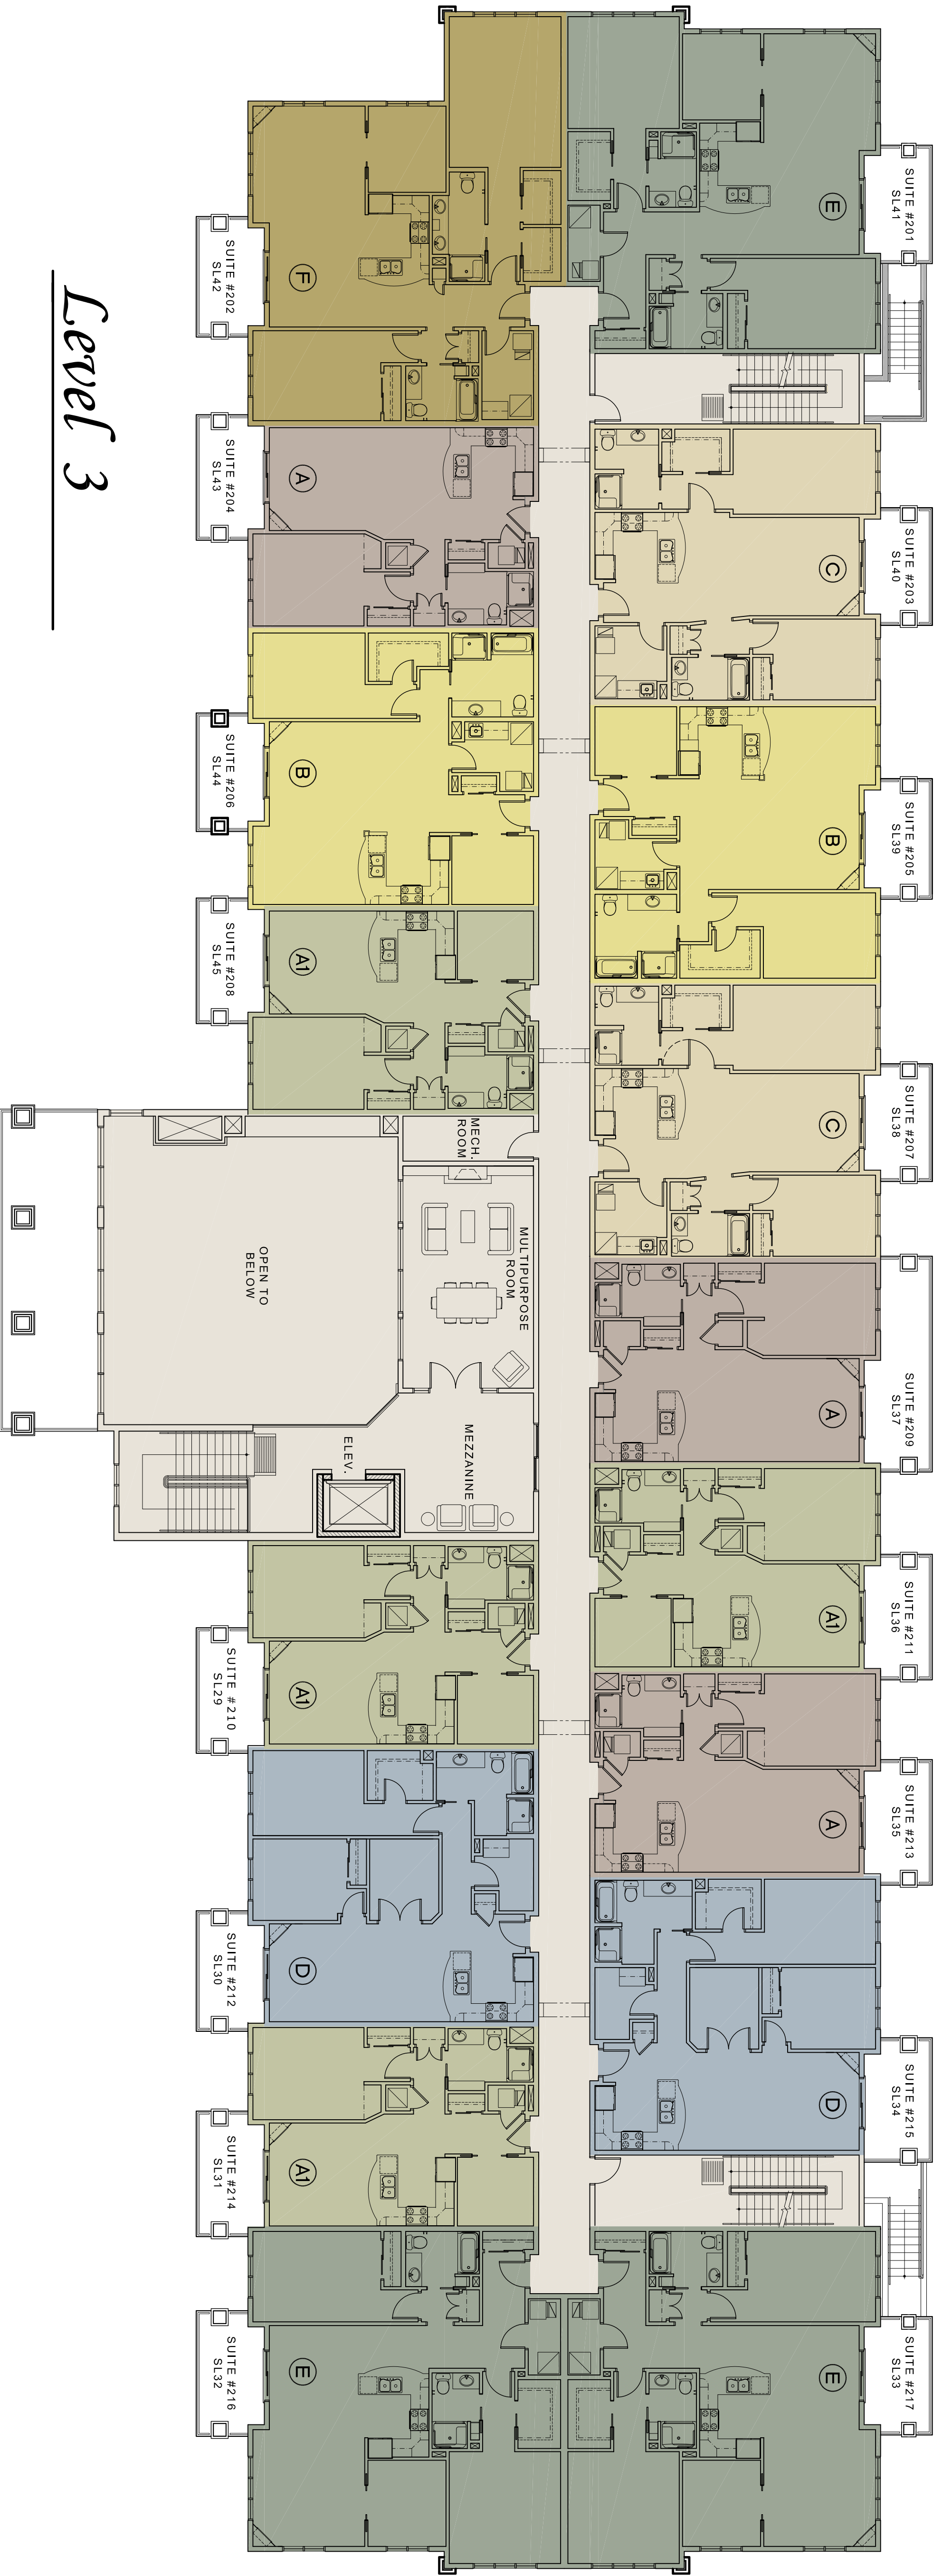 SUITE #201
SL41
E
SUITE #203
SL40
C
SUITE #205
SL39
B
SUITE #207
SL38
C
SUITE #209
SL37
A
SUITE #211
SL36
A1
SUITE #213
SL35
A
SUITE #215
SL34
D
SUITE #217
SL33
E
F
SUITE #202
SL42
A
SUITE #204
SL43
B
SUITE #206
SL44
A1
SUITE #208
SL45
MECH.
ROOM
MULTIPURPOSE
ROOM
OPEN TO
BELOW
MEZZANINE
ELEV.
A1
SUITE #210
SL29
D
SUITE #212
SL30
A1
SUITE #214
SL31
E
SUITE #216
SL32
Level 3